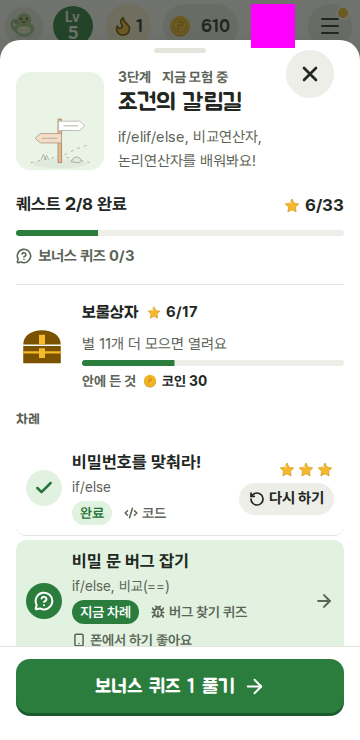 Lv
5
1
610
3단계 지금 모험 중
조건의 갈림길
if/elif/else, 비교연산자,
논리연산자를 배워봐요!
퀘스트 2/8 완료
6/33
보너스 퀴즈 0/3
보물상자 6/17
별 11개 더 모으면 열려요
안에 든 것 코인 30
차례
비밀번호를 맞춰라!
if/else
완료 코드
다시 하기
비밀 문 버그 잡기
if/else, 비교(==)
지금 차례 버그 찾기 퀴즈
폰에서 하기 좋아요
보너스 퀴즈 1 풀기